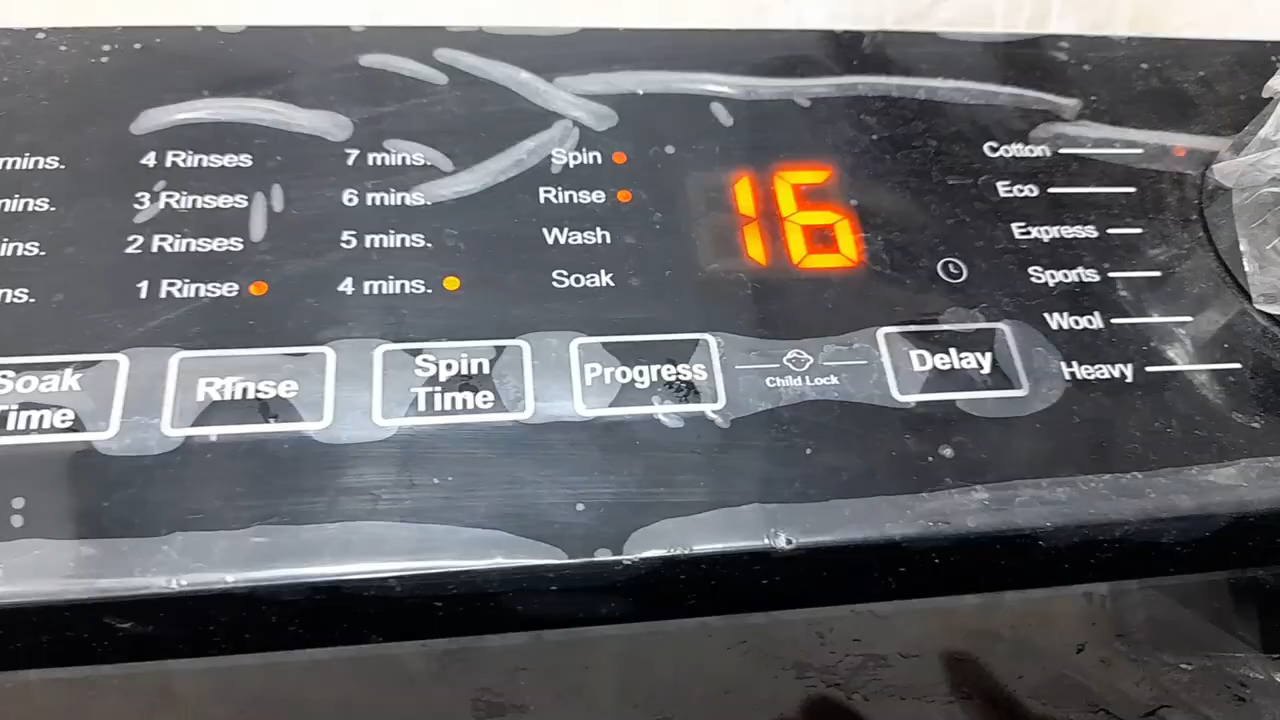 mins.
mins.
ins.
ns.
4 Rinses
3 Rinses
2 Rinses
1 Rinse
7 mins.
6 mins.
5 mins.
4 mins.
Spin
Rinse
Wash
Soak
16
Cotton
Eco
Express
Sports
Wool
Heavy
Soak
Time
Rinse
Spin
Time
Progress
Child Lock
Delay